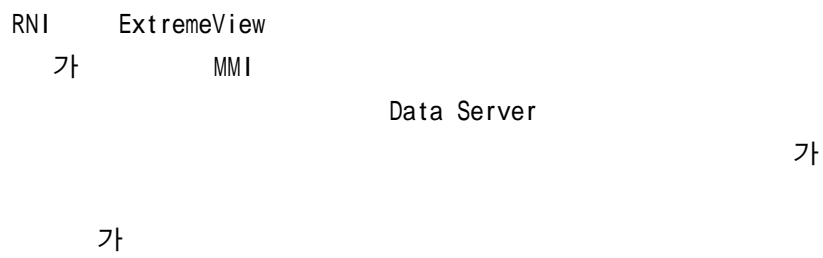 RNI ExtremeView
가 MMI
Data Server
가
가